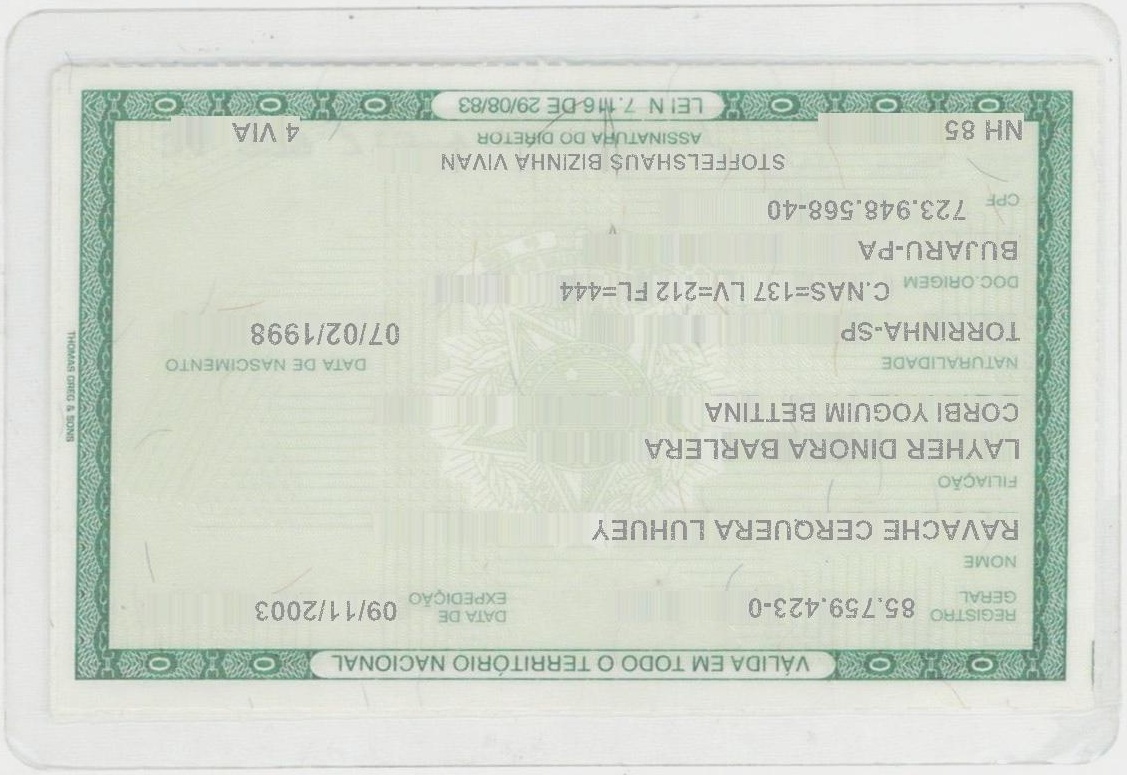 VÁLIDA EM TODO O TERRITÓRIO NACIONAL
REGISTRO GERAL 85.759.423-0 DATA DE EXPEDIÇÃO 09/11/2003
NOME
RAVACHE CERQUERA LUHUEY
FILIAÇÃO
LAYHER DINORA BARLERA
CORBI YOGUIM BETTINA
NATURALIDADE DATA DE NASCIMENTO
TORRINHA-SP 07/02/1998
DOC.ORIGEM C.NAS=137 LV=212 FL=444
BUJARU-PA
CPF 723.948.568-40
STOFFELSHAUS BIZINHA VIVAN
NH 85 ASSINATURA DO DIRETOR 4 VIA
LEI N 7.116 DE 29/08/83
THOMAS GREG & SONS